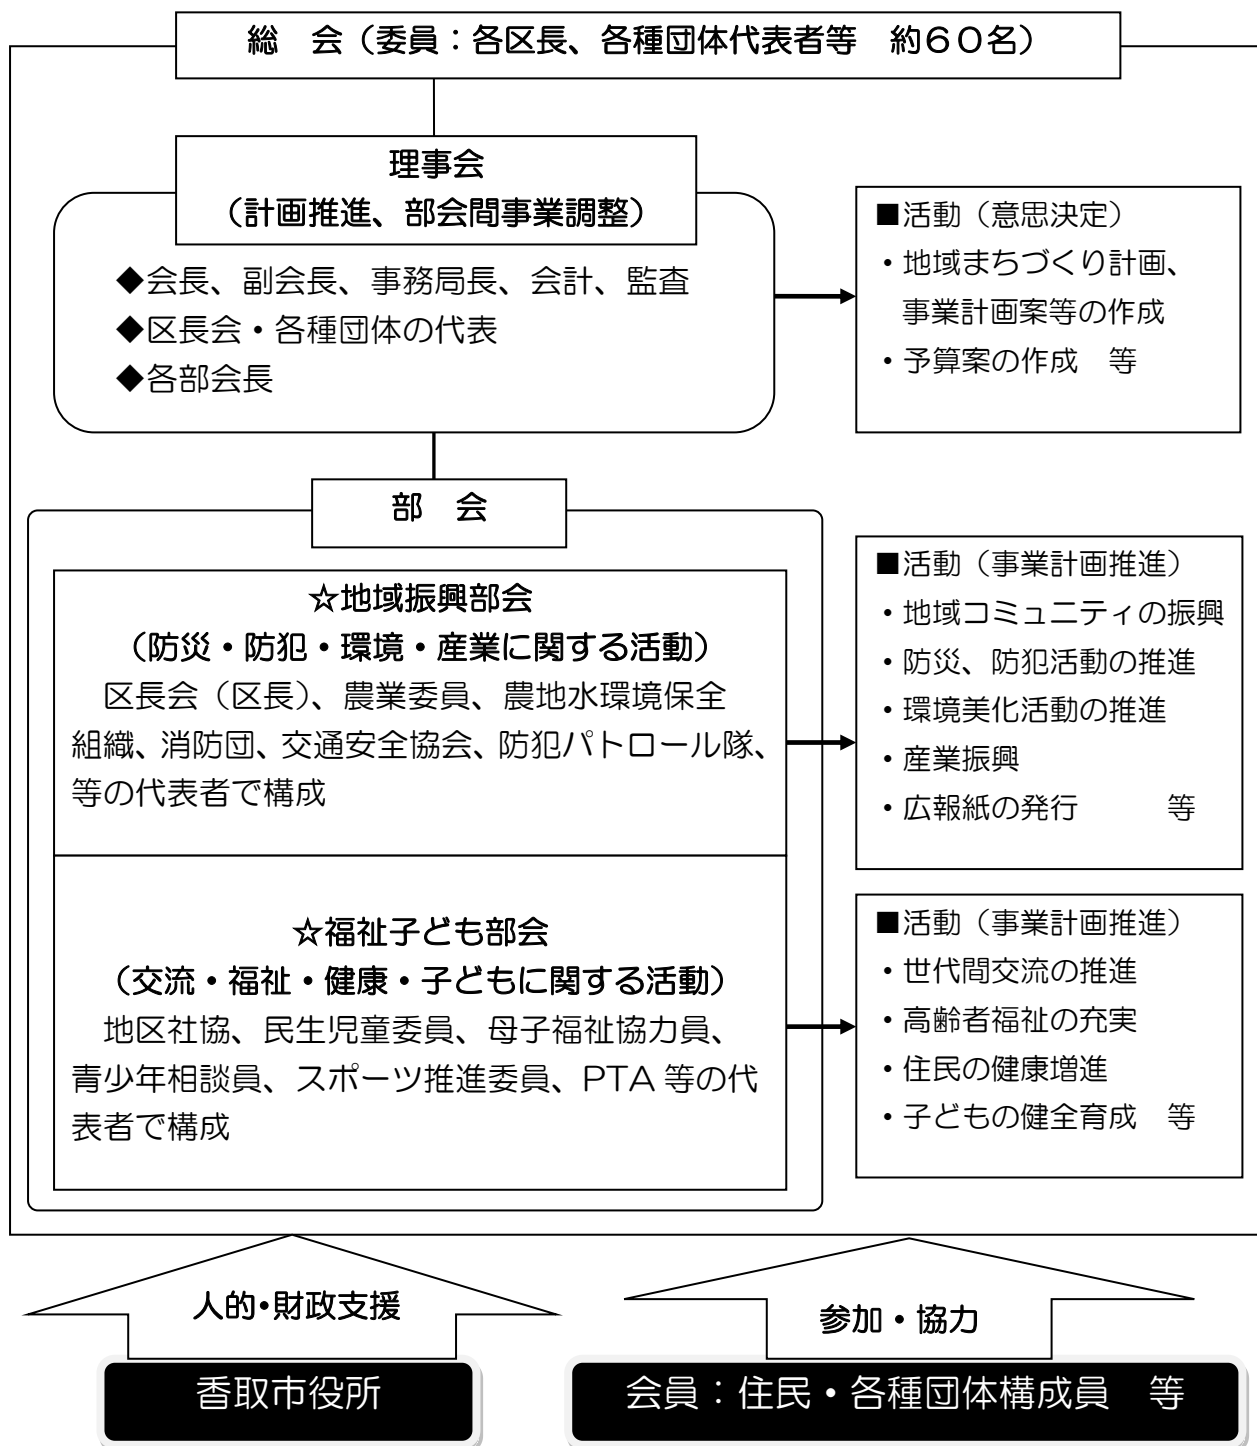 総　会（委員：各区長、各種団体代表者等　約６０名）
理事会
（計画推進、部会間事業調整）
◆会長、副会長、事務局長、会計、監査
◆区長会・各種団体の代表
◆各部会長
■活動（意思決定）
・地域まちづくり計画、
事業計画案等の作成
・予算案の作成　等
部　会
☆地域振興部会
（防災・防犯・環境・産業に関する活動）
区長会（区長）、農業委員、農地水環境保全
組織、消防団、交通安全協会、防犯パトロール隊、
等の代表者で構成
■活動（事業計画推進）
・地域コミュニティの振興
・防災、防犯活動の推進
・環境美化活動の推進
・産業振興
・広報紙の発行　　　等
☆福祉子ども部会
（交流・福祉・健康・子どもに関する活動）
地区社協、民生児童委員、母子福祉協力員、
青少年相談員、スポーツ推進委員、PTA 等の代
表者で構成
■活動（事業計画推進）
・世代間交流の推進
・高齢者福祉の充実
・住民の健康増進
・子どもの健全育成　等
人的・財政支援
参加・協力
香取市役所
会員：住民・各種団体構成員　等